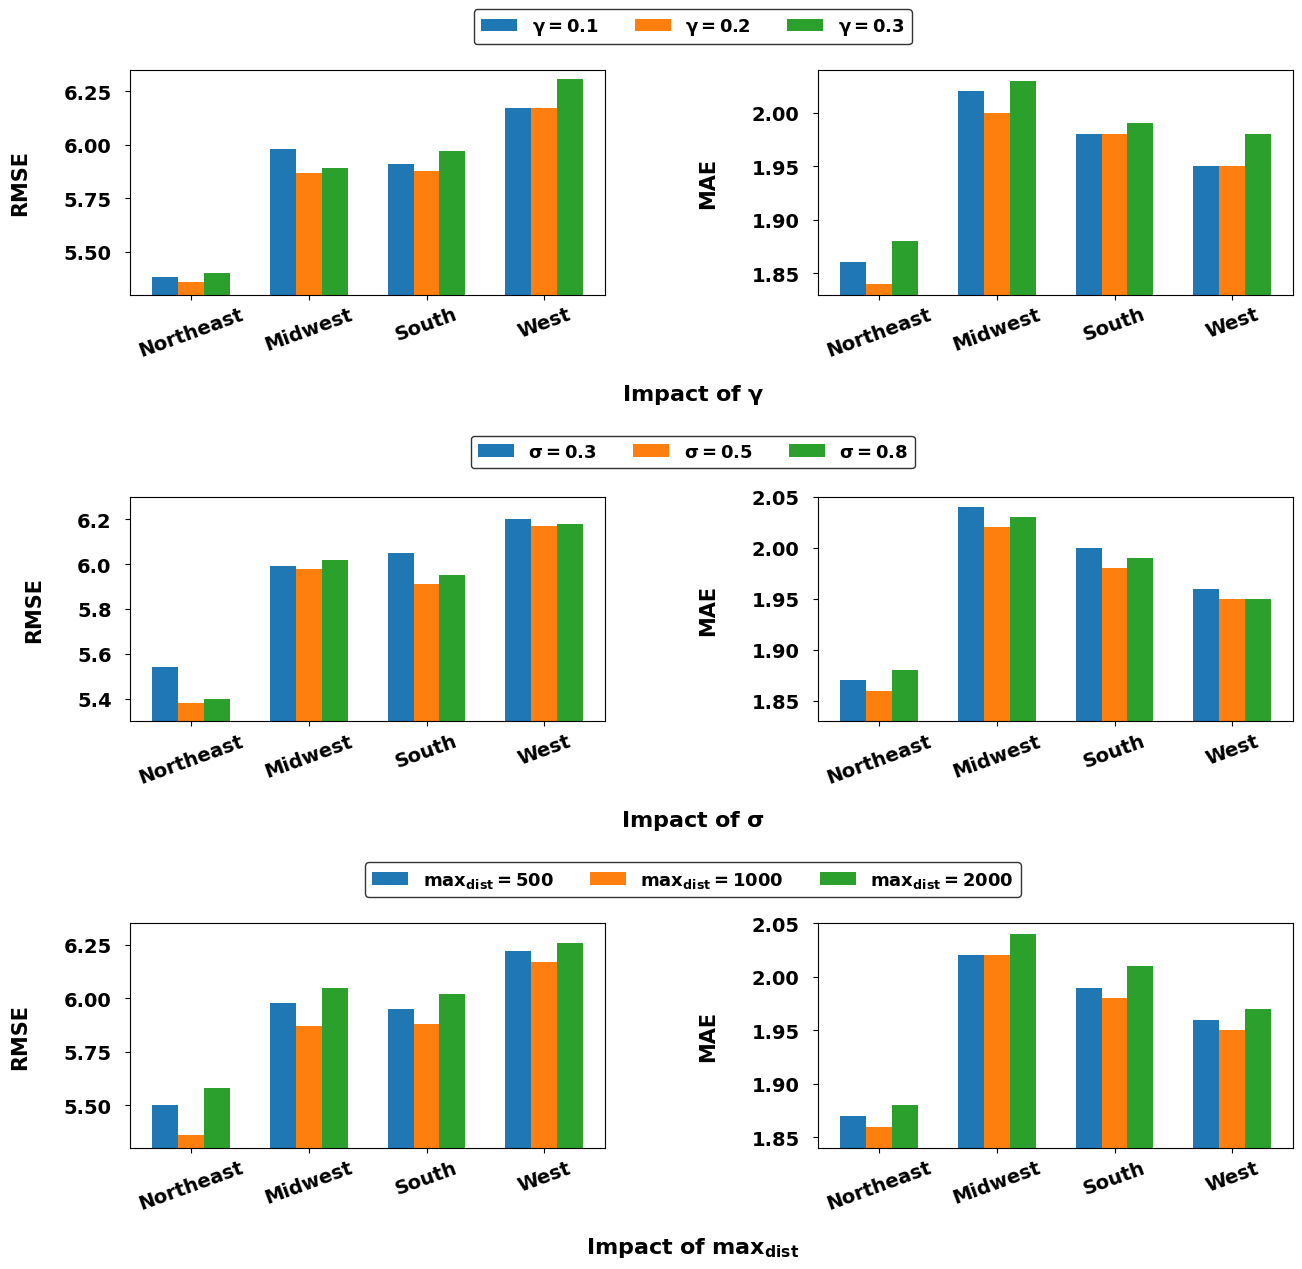 γ = 0.1 γ = 0.2 γ = 0.3
RMSE
6.25
6.00
5.75
5.50
Northeast Midwest South West
MAE
2.00
1.95
1.90
1.85
Northeast Midwest South West
Impact of γ
σ = 0.3 σ = 0.5 σ = 0.8
RMSE
6.2
6.0
5.8
5.6
5.4
Northeast Midwest South West
MAE
2.05
2.00
1.95
1.90
1.85
Northeast Midwest South West
Impact of σ
max_dist = 500 max_dist = 1000 max_dist = 2000
RMSE
6.25
6.00
5.75
5.50
Northeast Midwest South West
MAE
2.05
2.00
1.95
1.90
1.85
Northeast Midwest South West
Impact of max_dist